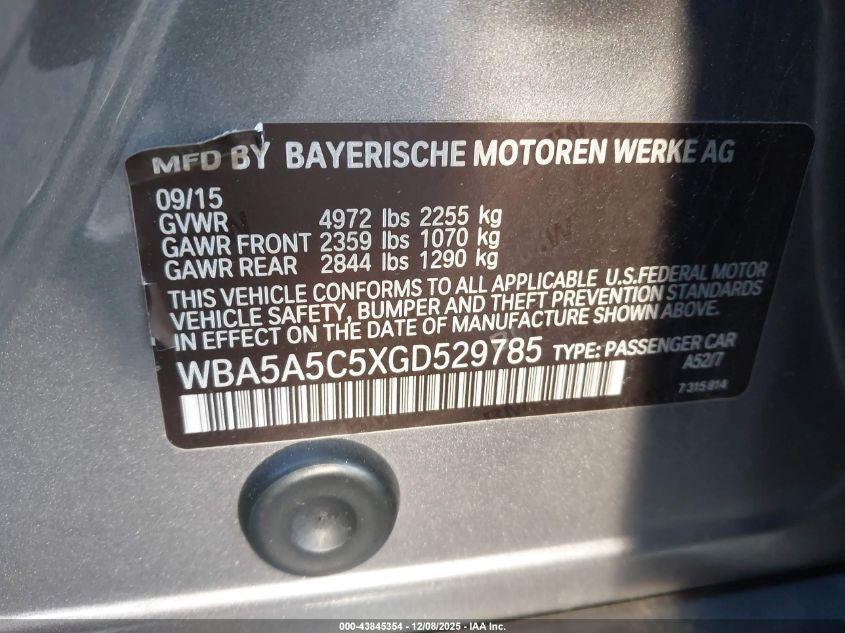 MFD BY BAYERISCHE MOTOREN WERKE AG
09/15
GVWR 4972 lbs 2255 kg
GAWR FRONT 2359 lbs 1070 kg
GAWR REAR 2844 lbs 1290 kg
THIS VEHICLE CONFORMS TO ALL APPLICABLE U.S.FEDERAL MOTOR
VEHICLE SAFETY, BUMPER AND THEFT PREVENTION STANDARDS
IN EFFECT ON THE DATE OF MANUFACTURE SHOWN ABOVE.
WBA5A5C5XGD529785 TYPE: PASSENGER CAR
A52/7
7 315 814
000-43845354 | 12/08/2025 - IAA Inc.